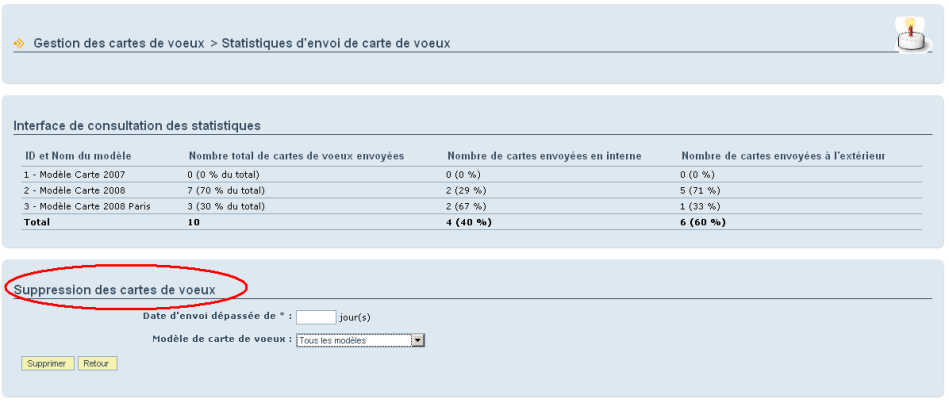 Gestion des cartes de voeux > Statistiques d'envoi de carte de voeux
Interface de consultation des statistiques
ID et Nom du modèle Nombre total de cartes de voeux envoyées Nombre de cartes envoyées en interne Nombre de cartes envoyées à l'extérieur
1 - Modèle Carte 2007 0 (0 % du total) 0 (0 %) 0 (0 %)
2 - Modèle Carte 2008 7 (70 % du total) 2 (29 %) 5 (71 %)
3 - Modèle Carte 2008 Paris 3 (30 % du total) 2 (67 %) 1 (33 %)
Total 10 4 (40 %) 6 (60 %)
Suppression des cartes de voeux
Date d'envoi dépassée de * : jour(s)
Modèle de carte de voeux : Tous les modèles
Supprimer Retour